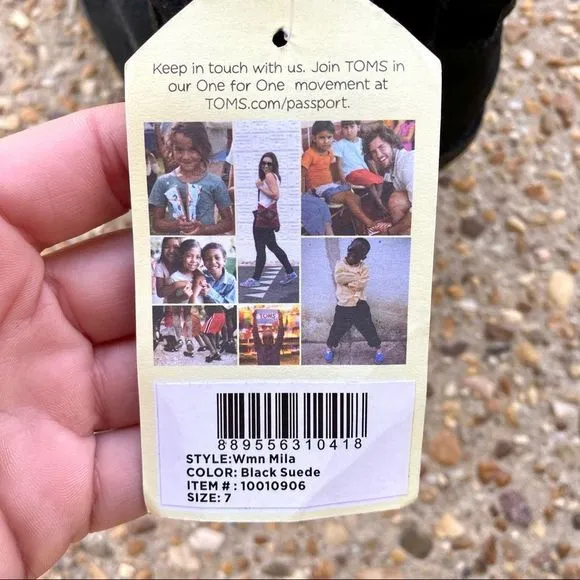 Keep in touch with us. Join TOMS in
our One for One movement at
TOMS.com/passport.
TOMS
889556310418
STYLE:Wmn Mila
COLOR: Black Suede
ITEM # : 10010906
SIZE: 7